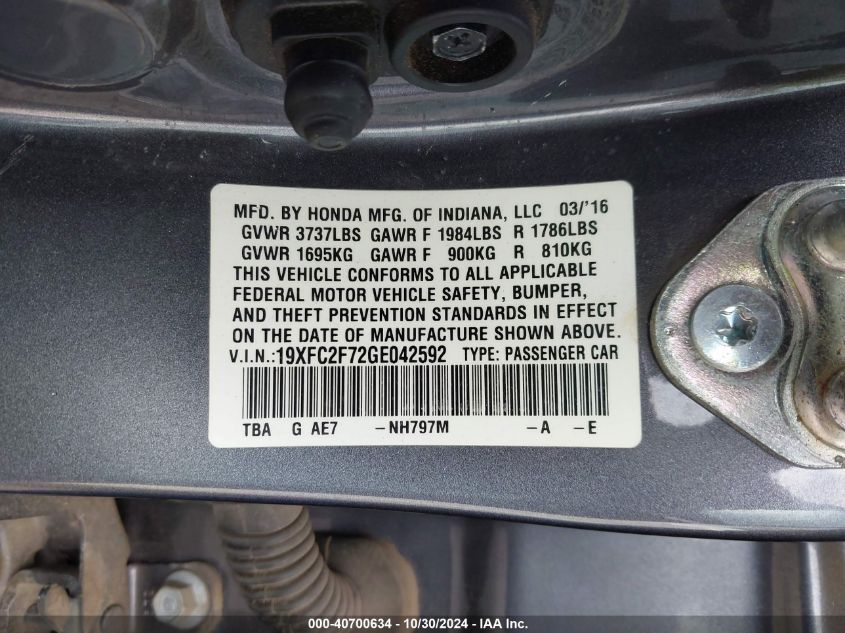 MFD. BY HONDA MFG. OF INDIANA, LLC 03/'16
GVWR 3737LBS GAWR F 1984LBS R 1786LBS
GVWR 1695KG GAWR F 900KG R 810KG
THIS VEHICLE CONFORMS TO ALL APPLICABLE
FEDERAL MOTOR VEHICLE SAFETY, BUMPER,
AND THEFT PREVENTION STANDARDS IN EFFECT
ON THE DATE OF MANUFACTURE SHOWN ABOVE.
V.I.N.:19XFC2F72GE042592 TYPE: PASSENGER CAR
TBA G AE7 -NH797M -A -E
000-40700634 - 10/30/2024 - IAA Inc.